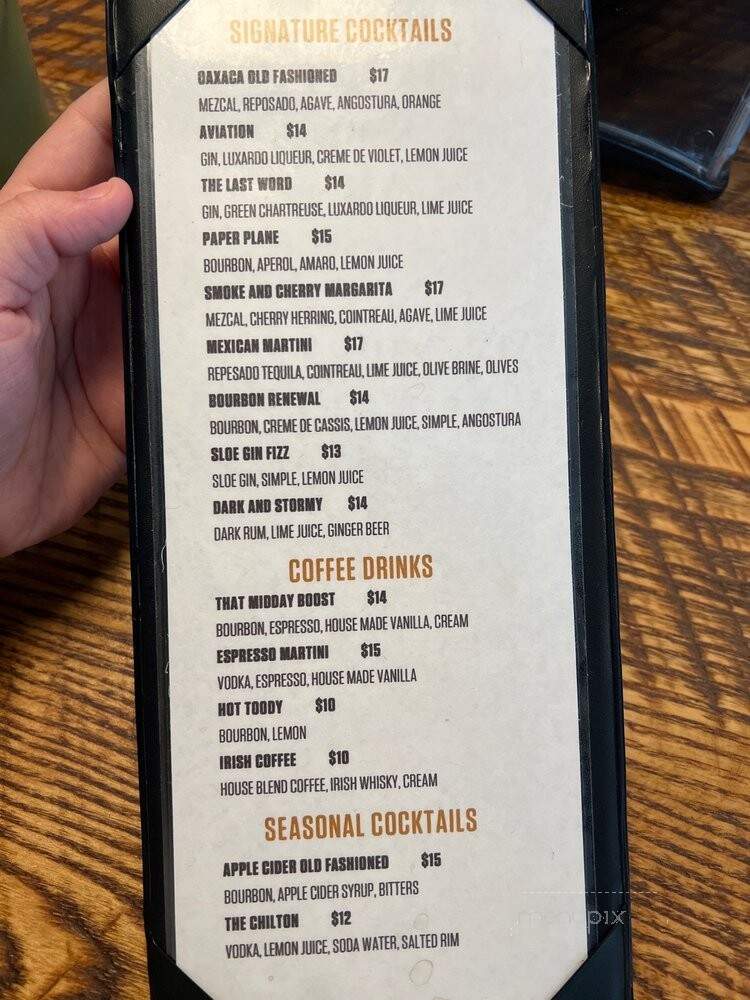 SIGNATURE COCKTAILS
OAXACA OLD FASHIONED $17
MEZCAL, REPOSADO, AGAVE, ANGOSTURA, ORANGE
AVIATION $14
GIN, LUXARDO LIQUEUR, CREME DE VIOLET, LEMON JUICE
THE LAST WORD $14
GIN, GREEN CHARTREUSE, LUXARDO LIQUEUR, LIME JUICE
PAPER PLANE $15
BOURBON, APEROL, AMARO, LEMON JUICE
SMOKE AND CHERRY MARGARITA $17
MEZCAL, CHERRY HERRING, COINTREAU, AGAVE, LIME JUICE
MEXICAN MARTINI $17
REPESADO TEQUILA, COINTREAU, LIME JUICE, OLIVE BRINE, OLIVES
BOURBON RENEWAL $14
BOURBON, CREME DE CASSIS, LEMON JUICE, SIMPLE, ANGOSTURA
SLOE GIN FIZZ $13
SLOE GIN, SIMPLE, LEMON JUICE
DARK AND STORMY $14
DARK RUM, LIME JUICE, GINGER BEER
COFFEE DRINKS
THAT MIDDAY BOOST $14
BOURBON, ESPRESSO, HOUSE MADE VANILLA, CREAM
ESPRESSO MARTINI $15
VODKA, ESPRESSO, HOUSE MADE VANILLA
HOT TOODY $10
BOURBON, LEMON
IRISH COFFEE $10
HOUSE BLEND COFFEE, IRISH WHISKY, CREAM
SEASONAL COCKTAILS
APPLE CIDER OLD FASHIONED $15
BOURBON, APPLE CIDER SYRUP, BITTERS
THE CHILTON $12
VODKA, LEMON JUICE, SODA WATER, SALTED RIM